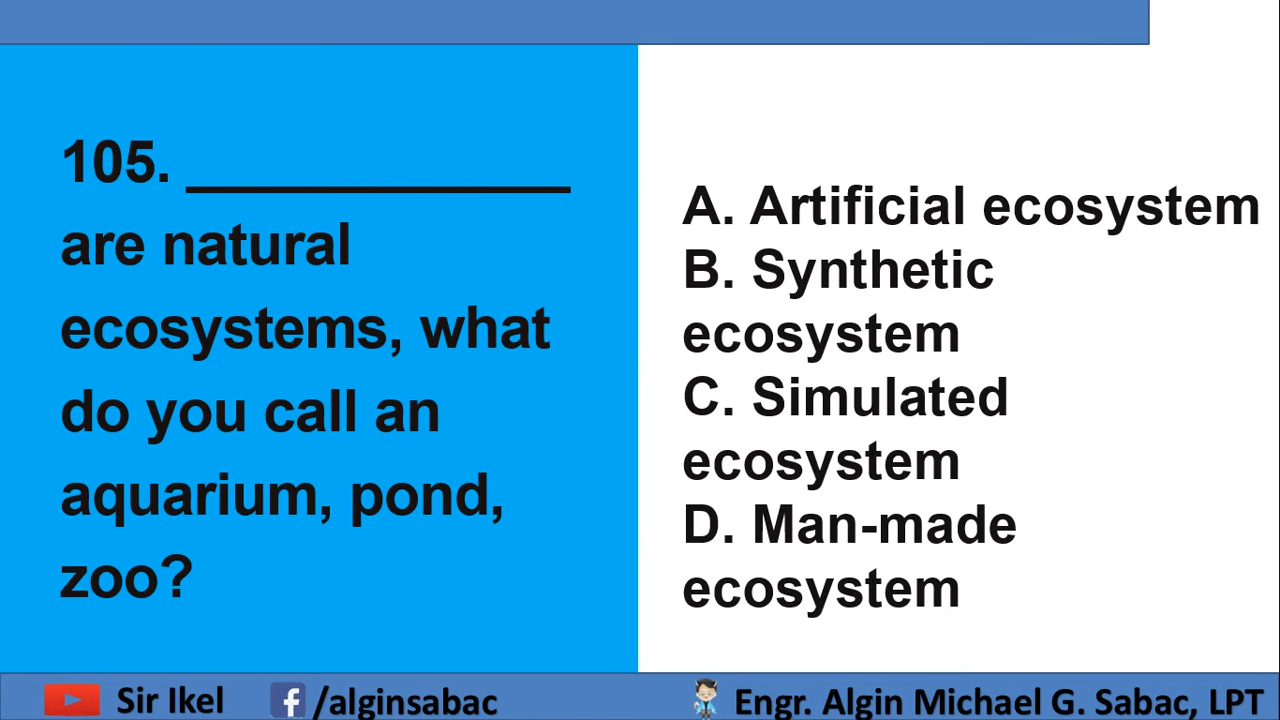 105. _____________
are natural
ecosystems, what
do you call an
aquarium, pond,
zoo?
A. Artificial ecosystem
B. Synthetic
ecosystem
C. Simulated
ecosystem
D. Man-made
ecosystem
Sir Ikel
/alginsabac
Engr. Algin Michael G. Sabac, LPT